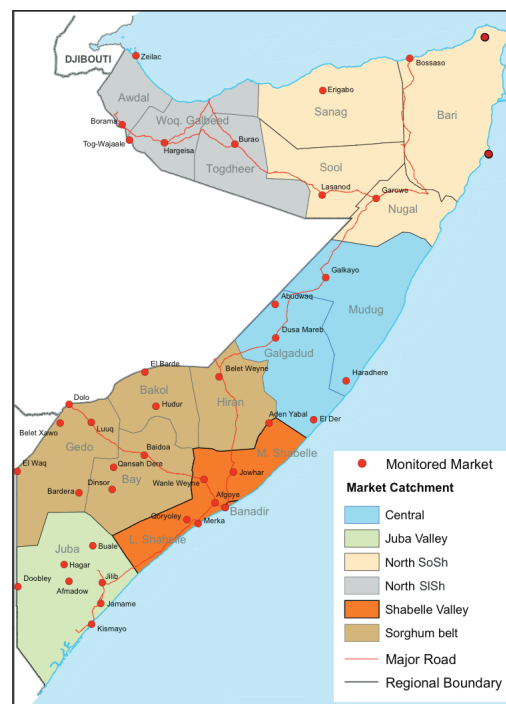 DJIBOUTI
Zeilac
Bossaso
Awdal
Erigabo
Sanag
Bari
Borama
Woq. Galbeed
Tog-Wajaale
Hargeisa
Burao
Togdheer
Sool
Lasanod
Garowe
Nugal
Galkayo
Abudwaq
Mudug
Dusa Mareb
Galgadud
El Barde
Belet Weyne
Bakol
Haradhere
Dolo
Hudur
Hiran
Aden Yabal
El Der
Belet Xawo
Luuq
Gedo
Baidoa
M. Shabelle
El Waq
Qansah Dere
Bay
Wanle Weyne
Jowhar
Dinsor
Bardera
Afgoye
Banadir
Qoryoley
Merka
L. Shabelle
Juba
Buale
Hagar
Doobley
Jilib
Afmadow
Jamame
Kismayo
Monitored Market
Market Catchment
Central
Juba Valley
North SoSh
North SlSh
Shabelle Valley
Sorghum belt
Major Road
Regional Boundary